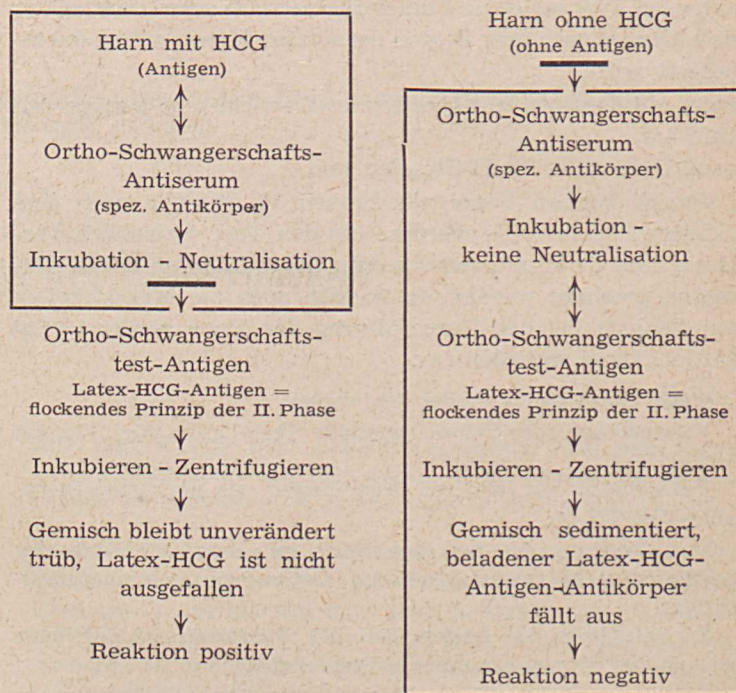 Harn mit HCG
(Antigen)
Ortho-Schwangerschafts-
Antiserum
(spez. Antikörper)
Inkubation - Neutralisation
Ortho-Schwangerschafts-
test-Antigen
Latex-HCG-Antigen =
flockendes Prinzip der II. Phase
Inkubieren - Zentrifugieren
Gemisch bleibt unverändert
trüb, Latex-HCG ist nicht
ausgefallen
Reaktion positiv
Harn ohne HCG
(ohne Antigen)
Ortho-Schwangerschafts-
Antiserum
(spez. Antikörper)
Inkubation -
keine Neutralisation
Ortho-Schwangerschafts-
test-Antigen
Latex-HCG-Antigen =
flockendes Prinzip der II. Phase
Inkubieren - Zentrifugieren
Gemisch sedimentiert,
beladener Latex-HCG-
Antigen-Antikörper
fällt aus
Reaktion negativ